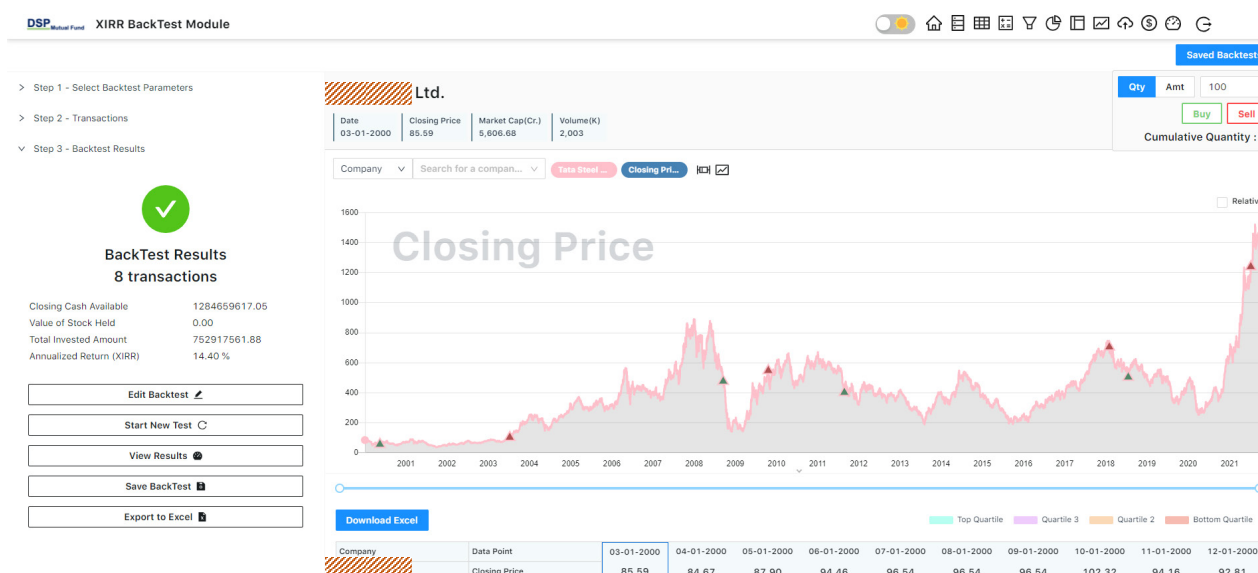 DSP Mutual Fund XIRR BackTest Module
Saved Backtests
Step 1 - Select Backtest Parameters
Step 2 - Transactions
Step 3 - Backtest Results
BackTest Results
8 transactions
Closing Cash Available 1284659617.05
Value of Stock Held 0.00
Total Invested Amount 752917561.88
Annualized Return (XIRR) 14.40 %
Edit Backtest
Start New Test
View Results
Save BackTest
Export to Excel
Ltd.
Qty Amt 100
Buy Sell
Cumulative Quantity :
Date Closing Price Market Cap(Cr.) Volume(K)
03-01-2000 85.59 5,606.68 2,003
Company Search for a compan... Tata Steel ... Closing Pri...
Relativ
Closing Price
1600
1400
1200
1000
800
600
400
200
0
2001 2002 2003 2004 2005 2006 2007 2008 2009 2010 2011 2012 2013 2014 2015 2016 2017 2018 2019 2020 2021
Download Excel
Top Quartile Quartile 3 Quartile 2 Bottom Quartile
Company Data Point 03-01-2000 04-01-2000 05-01-2000 06-01-2000 07-01-2000 08-01-2000 09-01-2000 10-01-2000 11-01-2000 12-01-2000
Closing Price 85.59 84.67 87.90 94.46 96.54 96.54 96.54 102.32 94.16 92.81